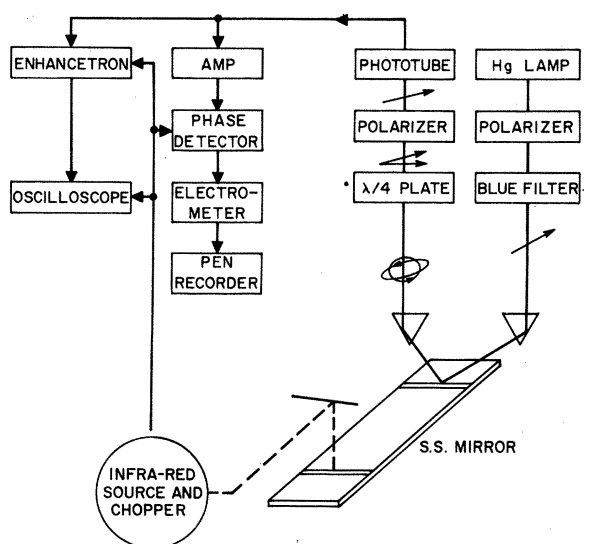 ENHANCETRON
AMP
PHOTOTUBE
Hg LAMP
PHASE
DETECTOR
POLARIZER
POLARIZER
OSCILLOSCOPE
ELECTRO-
METER
λ/4 PLATE
BLUE FILTER
PEN
RECORDER
S.S. MIRROR
INFRA-RED
SOURCE AND
CHOPPER